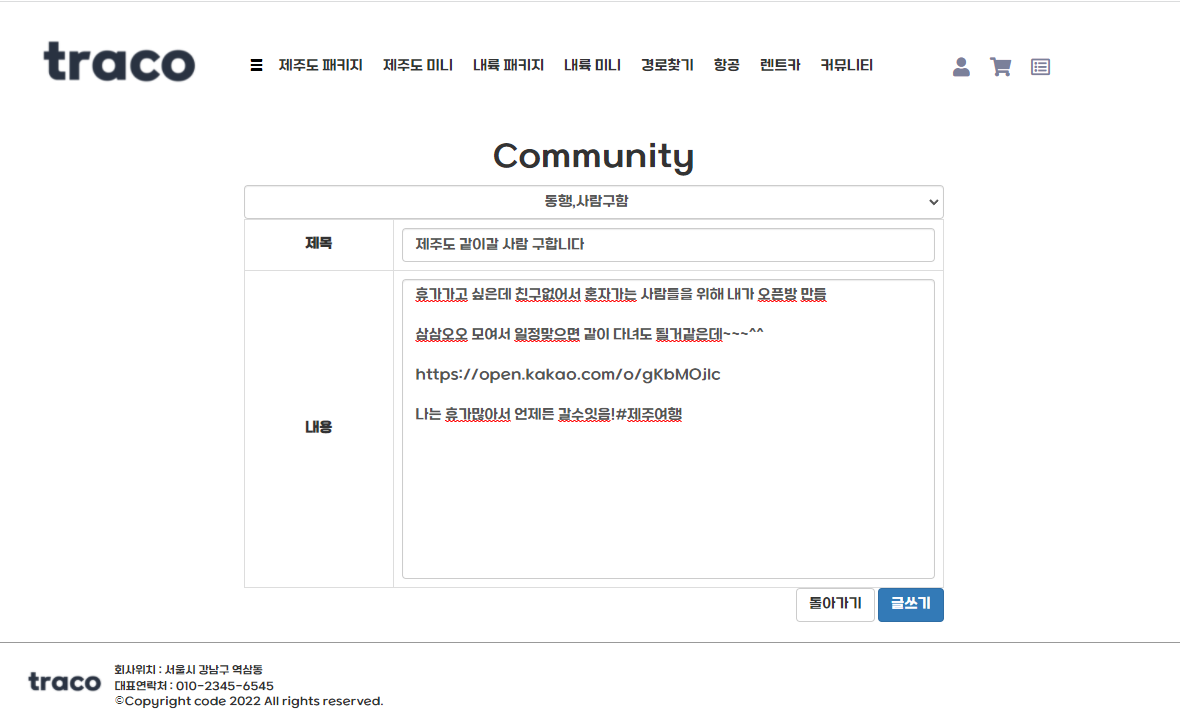 traco
제주도 패키지 제주도 미니 내륙 패키지 내륙 미니 경로찾기 항공 렌트카 커뮤니티
Community
동행,사람구함
제목 제주도 같이갈 사람 구합니다
휴가가고 싶은데 친구없어서 혼자가는 사람들을 위해 내가 오픈방 만듦
삼삼오오 모여서 일정맞으면 같이 다녀도 될거같은데~~~^^
https://open.kakao.com/o/gKbMOjIc
나는 휴가많아서 언제든 갈수잇음!#제주여행
내용
돌아가기 글쓰기
traco
회사위치 : 서울시 강남구 역삼동
대표연락처 : 010-2345-6545
©Copyright code 2022 All rights reserved.